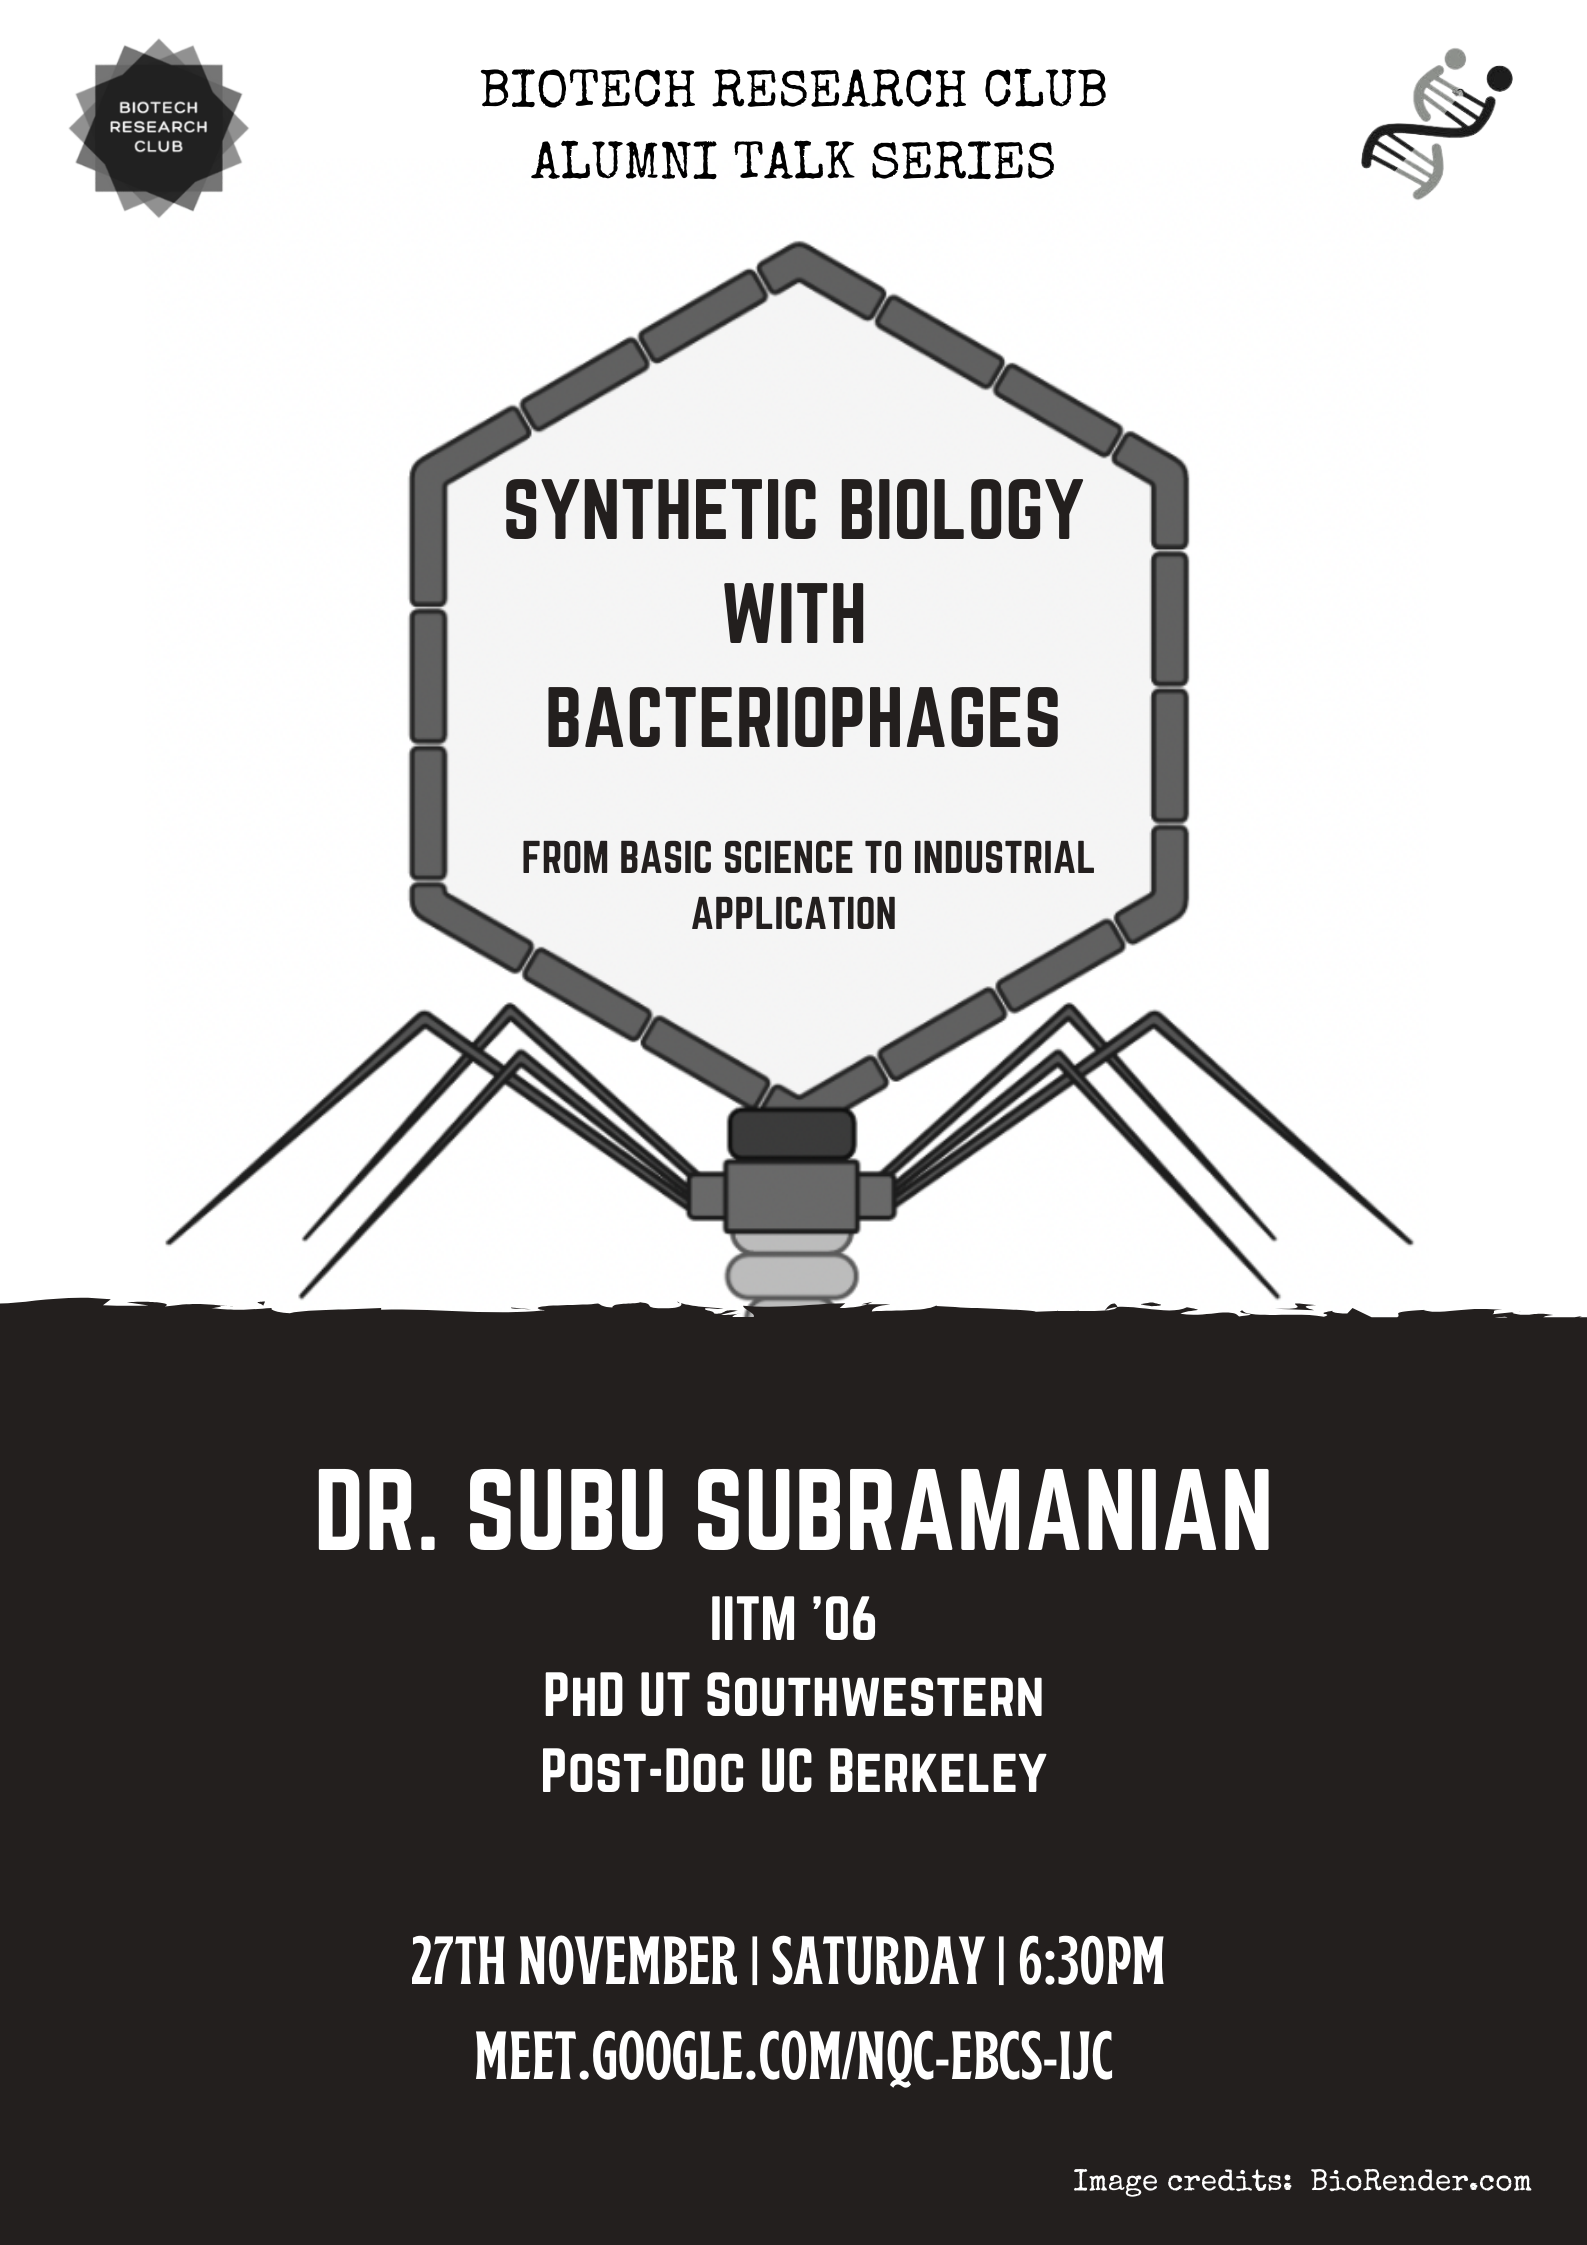 BIOTECH
RESEARCH
CLUB
BIOTECH RESEARCH CLUB
ALUMNI TALK SERIES
SYNTHETIC BIOLOGY
WITH
BACTERIOPHAGES
FROM BASIC SCIENCE TO INDUSTRIAL
APPLICATION
DR. SUBU SUBRAMANIAN
IITM '06
PHD UT SOUTHWESTERN
POST-DOC UC BERKELEY
27TH NOVEMBER | SATURDAY | 6:30PM
MEET.GOOGLE.COM/NQC-EBCS-IJC
Image credits: BioRender.com